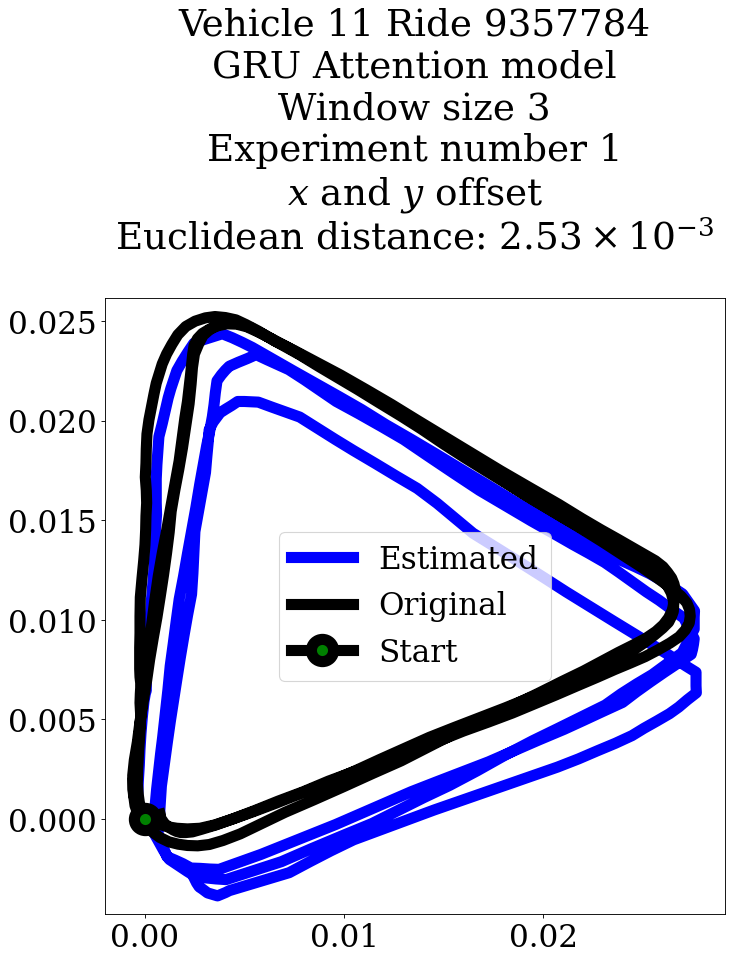 Vehicle 11 Ride 9357784
GRU Attention model
Window size 3
Experiment number 1
x and y offset
Euclidean distance: 2.53 × 10⁻³
0.025
0.020
0.015
0.010
0.005
0.000
Estimated
Original
Start
0.00 0.01 0.02